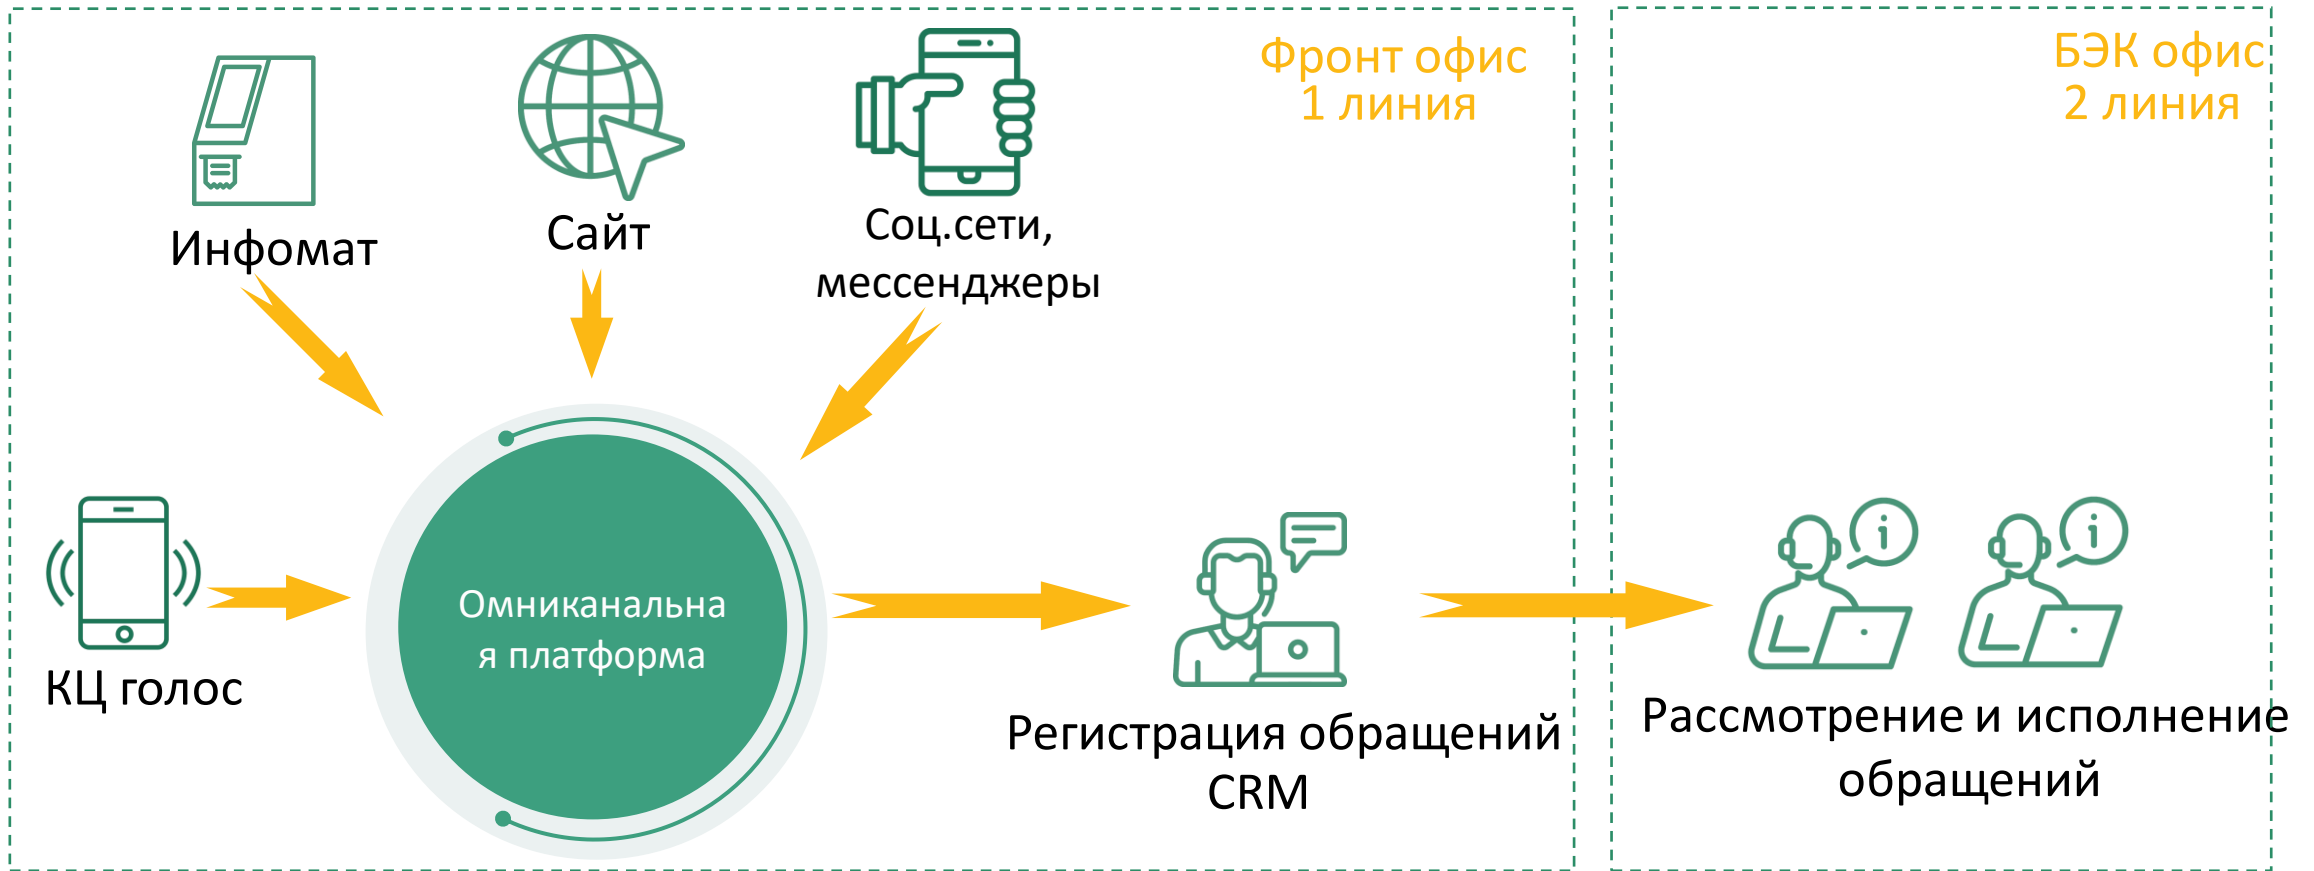 Фронт офис
1 линия
БЭК офис
2 линия
Инфомат
Сайт
Соц.сети,
мессенджеры
КЦ голос
Омниканальна
я платформа
Регистрация обращений
CRM
Рассмотрение и исполнение
обращений